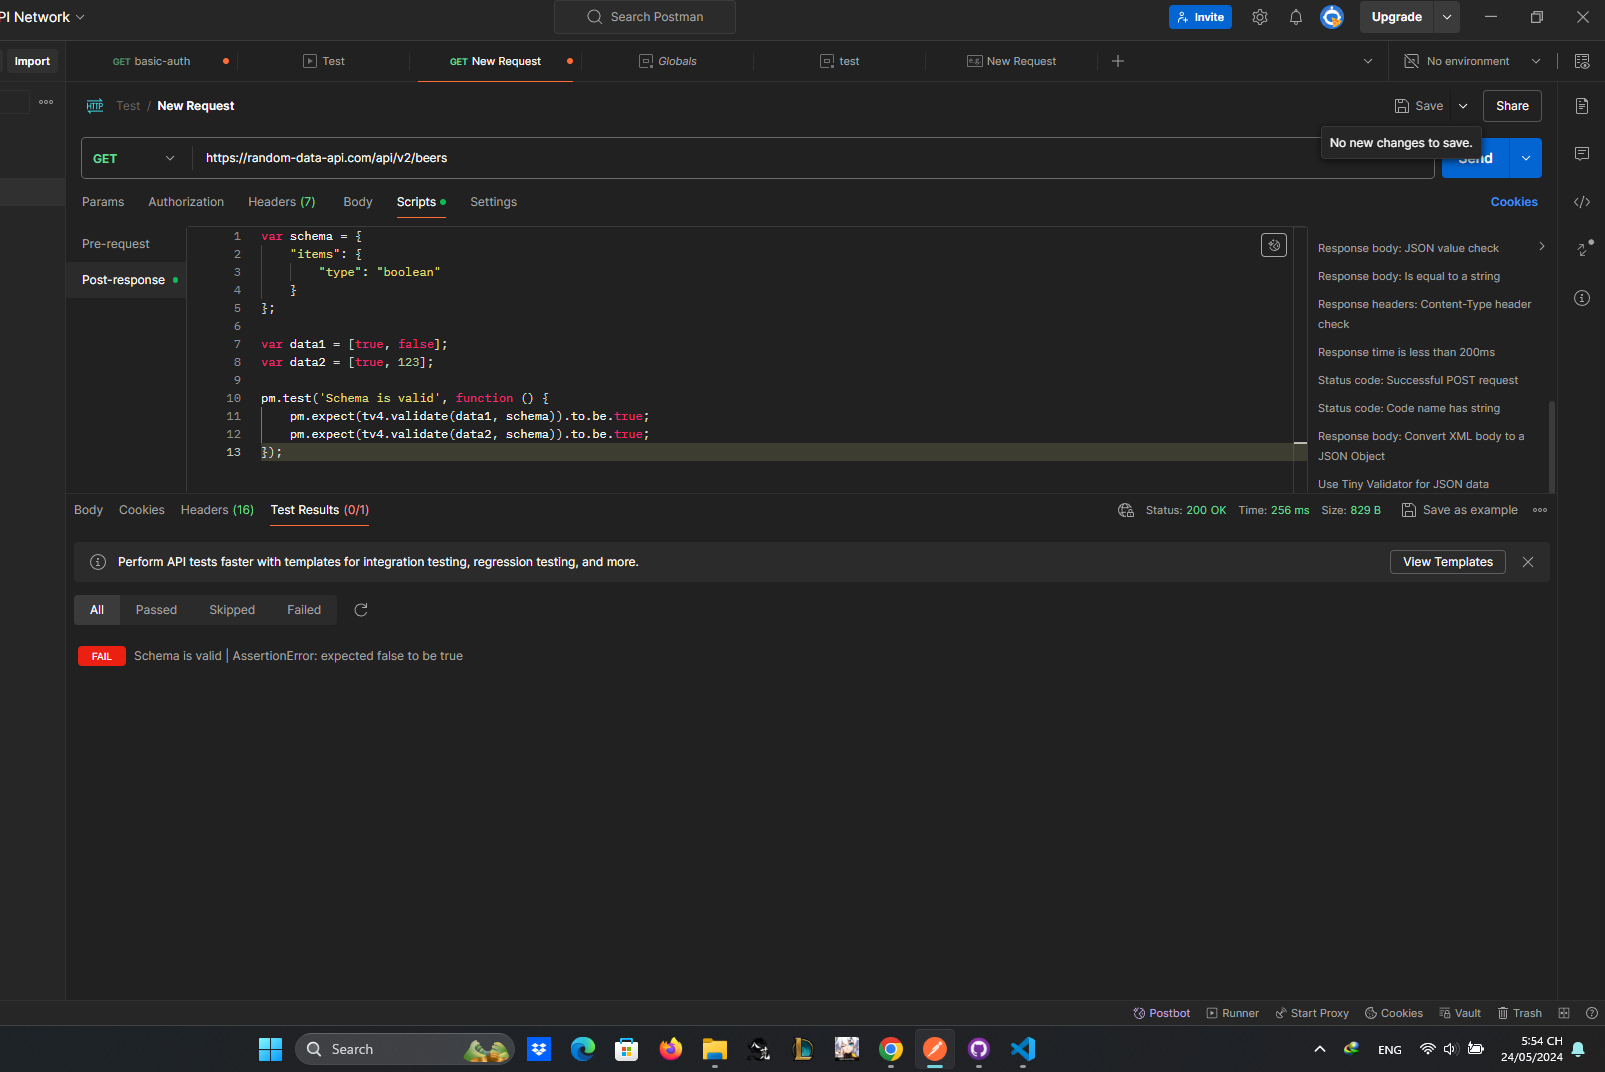 PI Network
Search Postman
Invite
Upgrade
Import
GET basic-auth
Test
GET New Request
Globals
test
New Request
No environment
HTTP
Test / New Request
Save
Share
No new changes to save.
GET
https://random-data-api.com/api/v2/beers
Send
Params
Authorization
Headers (7)
Body
Scripts
Settings
Cookies
Pre-request
Post-response
1 var schema = {
2 "items": {
3 "type": "boolean"
4 }
5 };
6
7 var data1 = [true, false];
8 var data2 = [true, 123];
9
10 pm.test('Schema is valid', function () {
11 pm.expect(tv4.validate(data1, schema)).to.be.true;
12 pm.expect(tv4.validate(data2, schema)).to.be.true;
13 });
Response body: JSON value check
Response body: Is equal to a string
Response headers: Content-Type header
check
Response time is less than 200ms
Status code: Successful POST request
Status code: Code name has string
Response body: Convert XML body to a
JSON Object
Use Tiny Validator for JSON data
Body
Cookies
Headers (16)
Test Results (0/1)
Status: 200 OK
Time: 256 ms
Size: 829 B
Save as example
Perform API tests faster with templates for integration testing, regression testing, and more.
View Templates
All
Passed
Skipped
Failed
FAIL
Schema is valid | AssertionError: expected false to be true
Postbot
Runner
Start Proxy
Cookies
Vault
Trash
Search
ENG
5:54 CH
24/05/2024